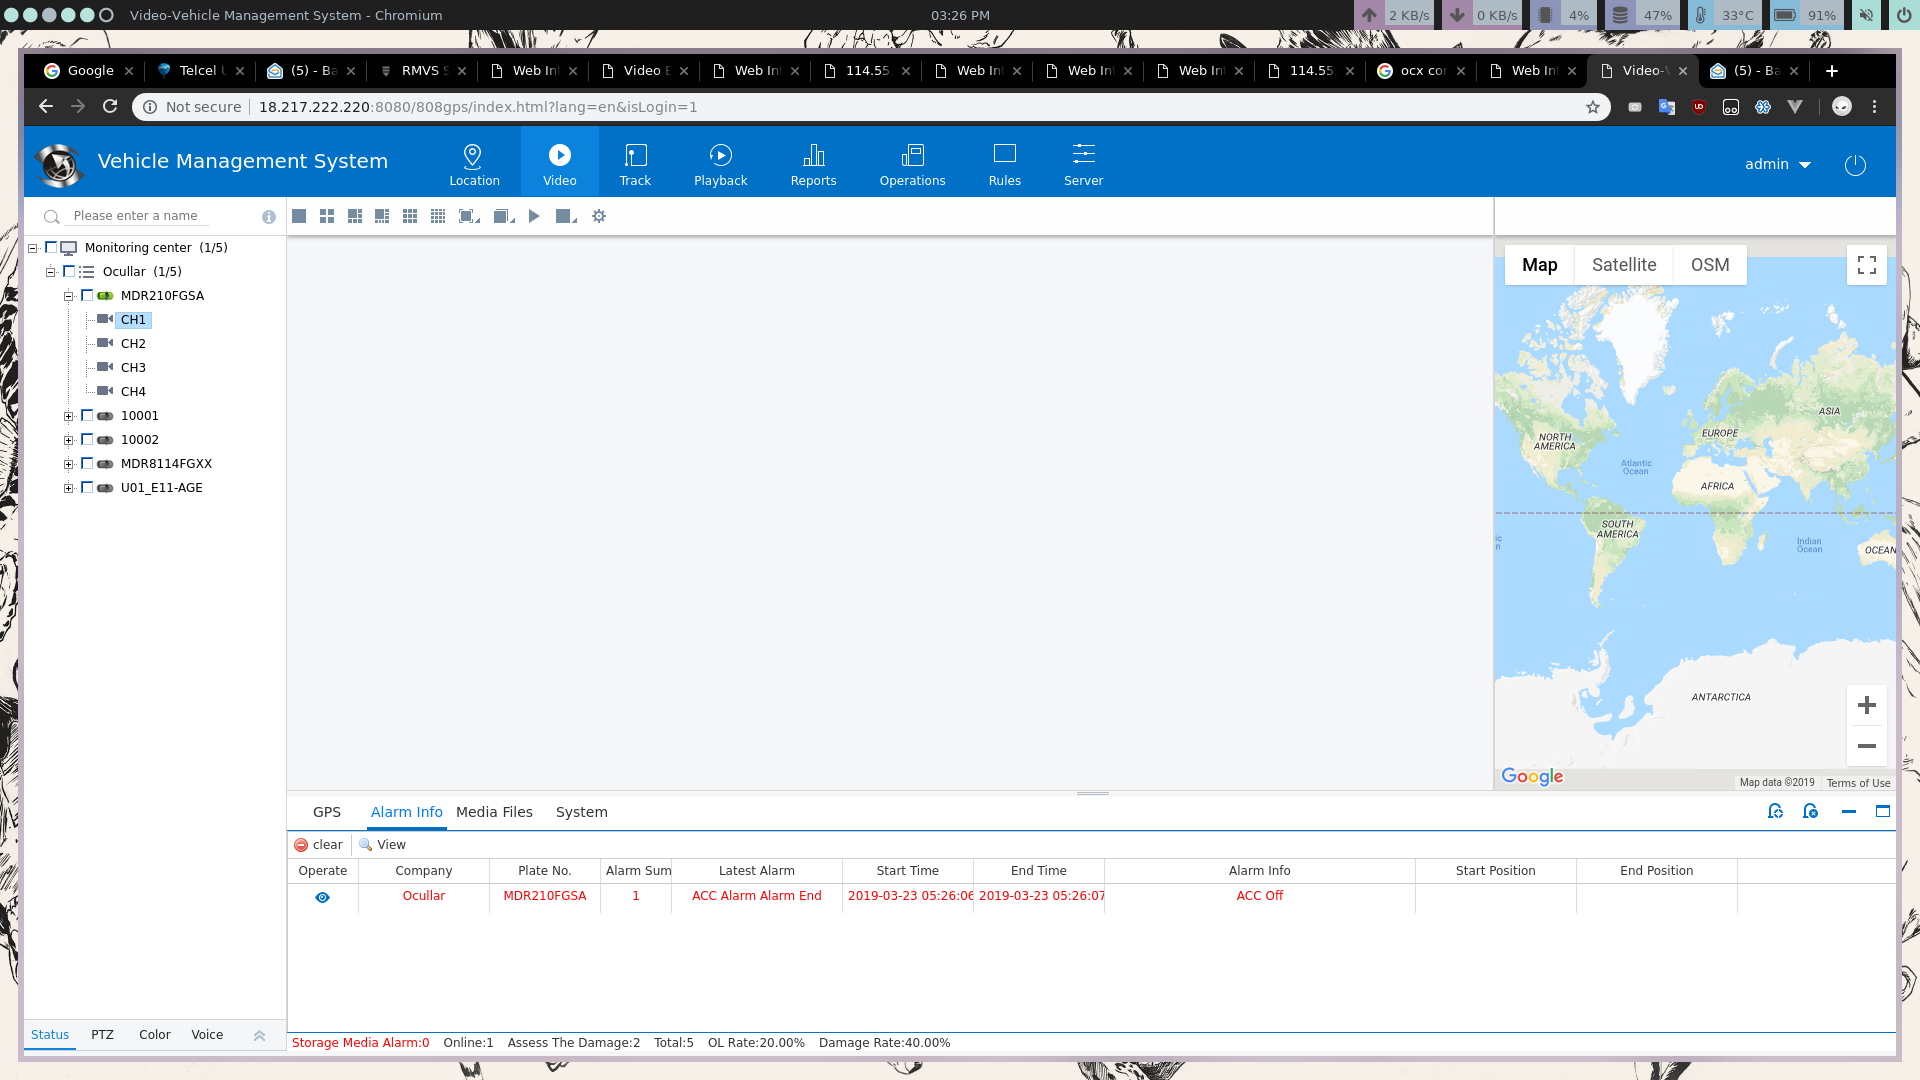 Video-Vehicle Management System - Chromium
03:26 PM
2 KB/s
0 KB/s
4%
47%
33°C
91%
Google
Telcel
(5) - Ba
RMVS S
Web In
Video
Web In
114.55.
Web In
Web In
Web In
114.55.
ocx co
Web In
Video-
(5) - Ba
Not secure
18.217.222.220:8080/808gps/index.html?lang=en&isLogin=1
Vehicle Management System
Location
Video
Track
Playback
Reports
Operations
Rules
Server
admin
Please enter a name
Monitoring center (1/5)
Ocullar (1/5)
MDR210FGSA
CH1
CH2
CH3
CH4
10001
10002
MDR8114FGXX
U01_E11-AGE
Status
PTZ
Color
Voice
Map
Satellite
OSM
ASIA
EUROPE
NORTH
AMERICA
Atlantic
Ocean
AFRICA
SOUTH
AMERICA
Indian
Ocean
OCEAN
ic
n
ANTARCTICA
Google
Map data ©2019
Terms of Use
GPS
Alarm Info
Media Files
System
clear
View
Operate
Company
Plate No.
Alarm Sum
Latest Alarm
Start Time
End Time
Alarm Info
Start Position
End Position
Ocullar
MDR210FGSA
1
ACC Alarm Alarm End
2019-03-23 05:26:06
2019-03-23 05:26:07
ACC Off
Storage Media Alarm:0
Online:1
Assess The Damage:2
Total:5
OL Rate:20.00%
Damage Rate:40.00%